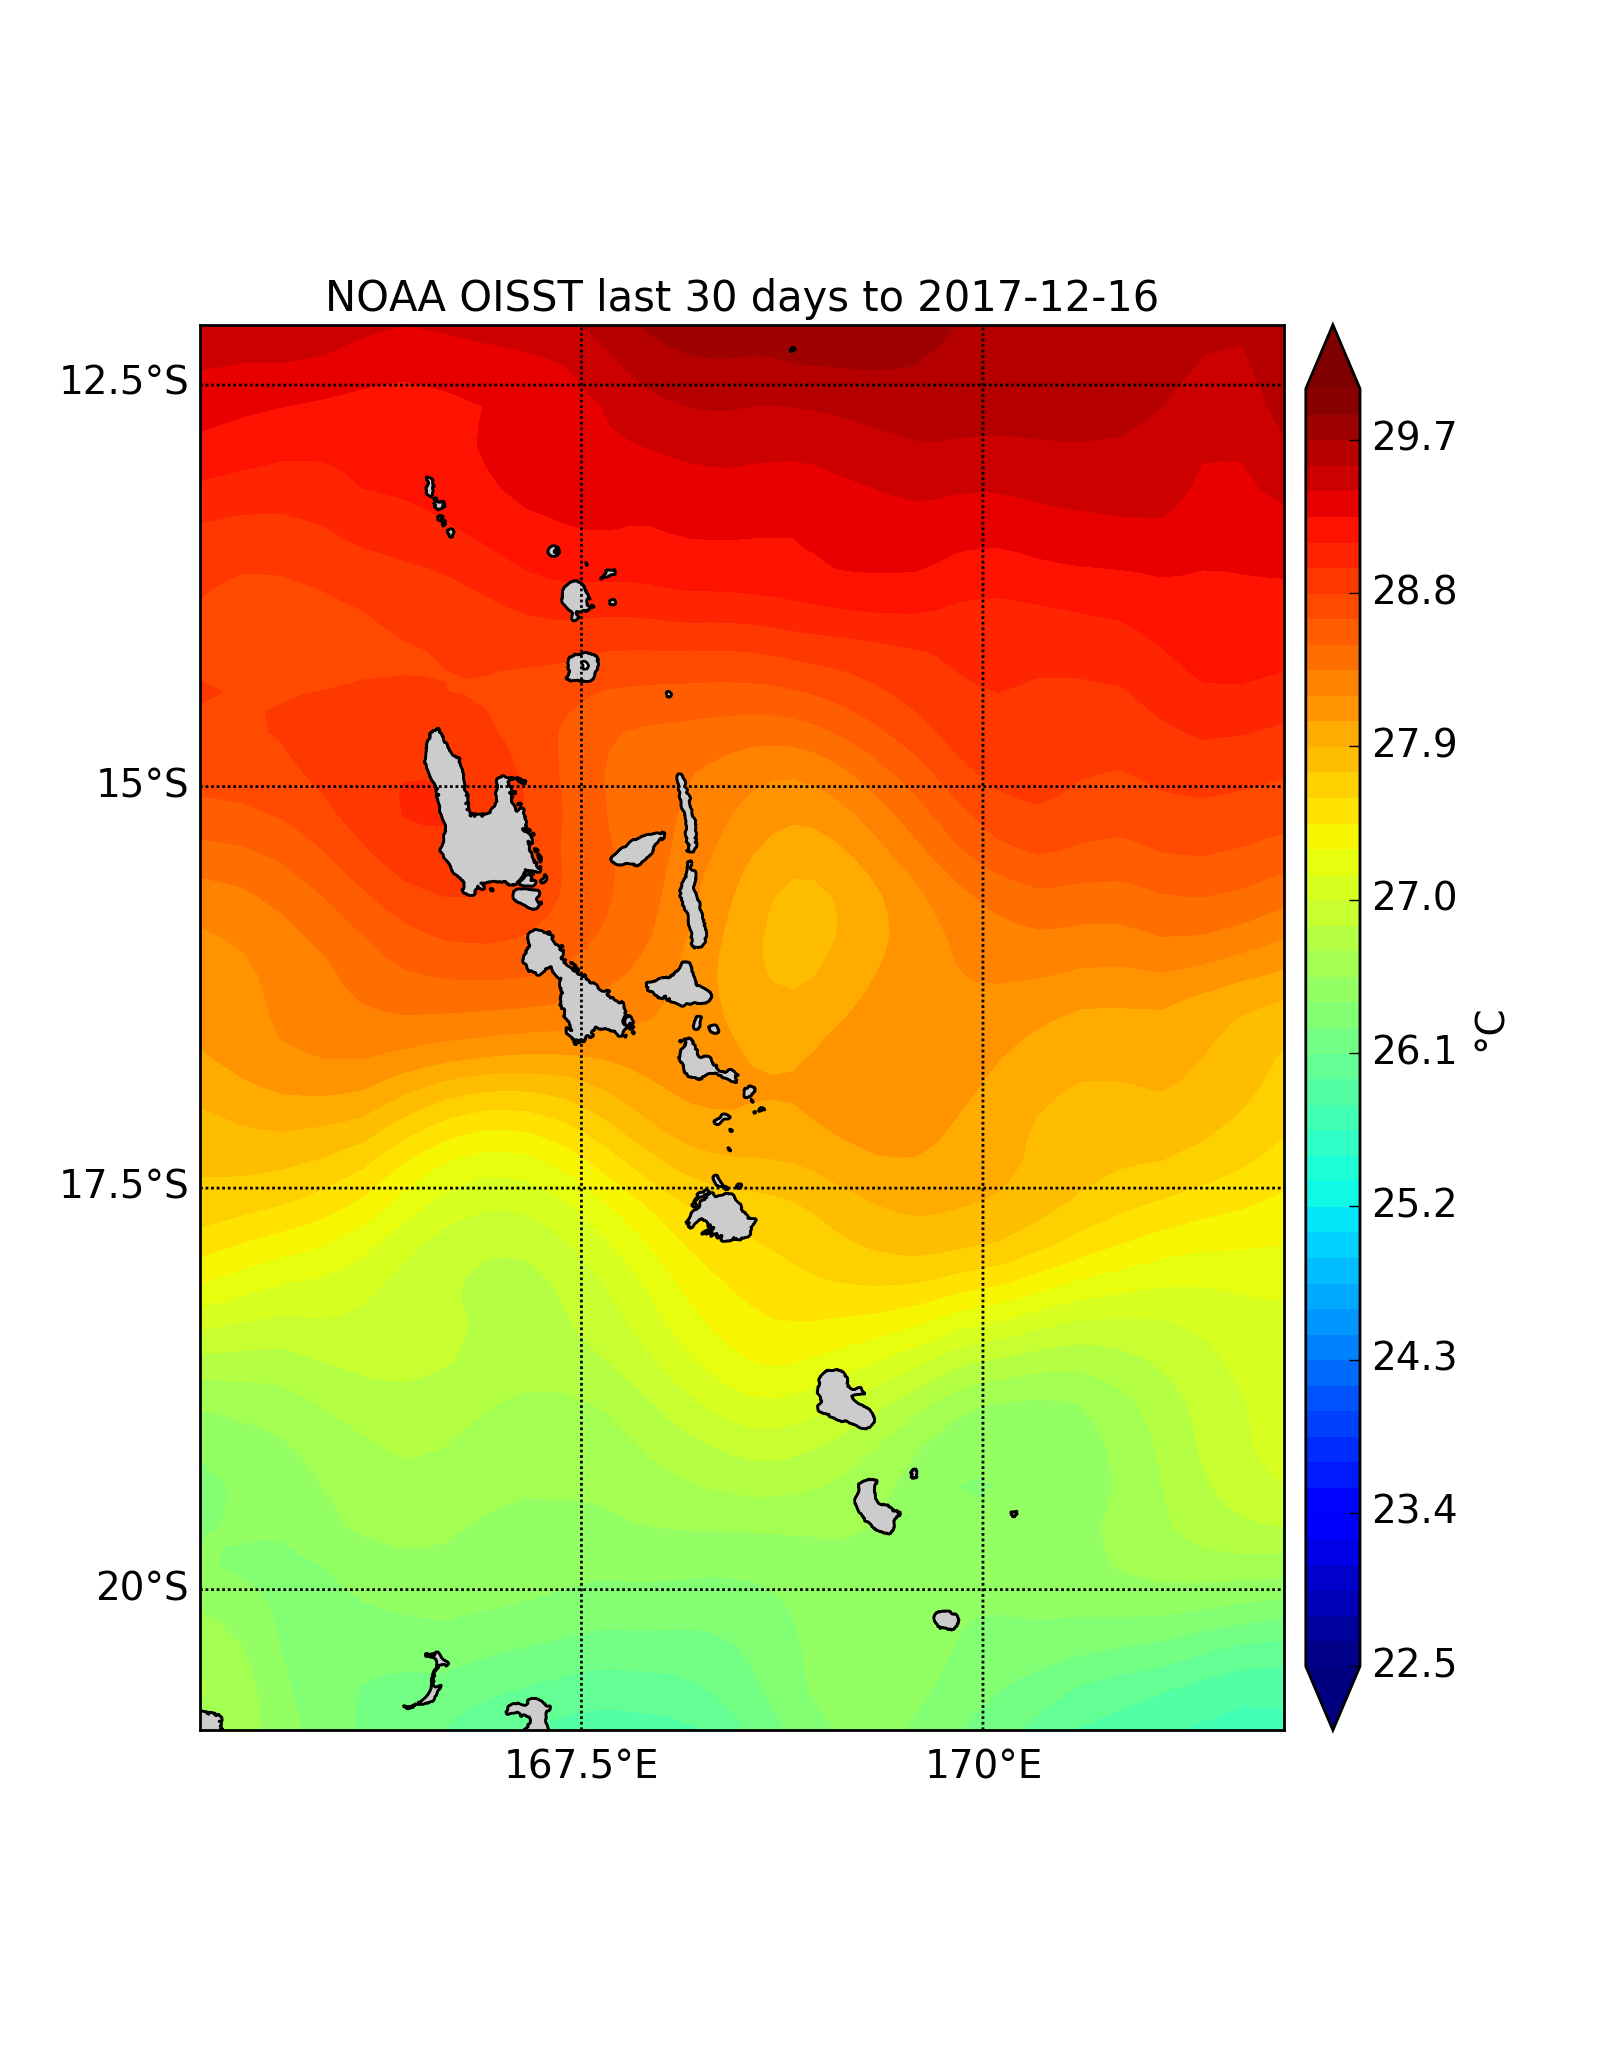 NOAA OISST last 30 days to 2017-12-16
12.5°S
15°S
17.5°S
20°S
167.5°E
170°E
29.7
28.8
27.9
27.0
26.1
25.2
24.3
23.4
22.5
°C